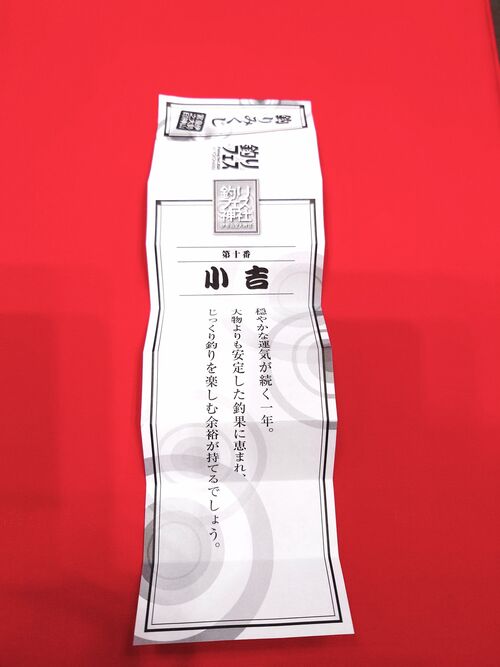 釣りみくじ
釣り
フェス
釣りフェス神社
第十番
小吉
穏やかな運気が続く一年。
大物よりも安定した釣果に恵まれ、
じっくり釣りを楽しむ余裕が持てるでしょう。